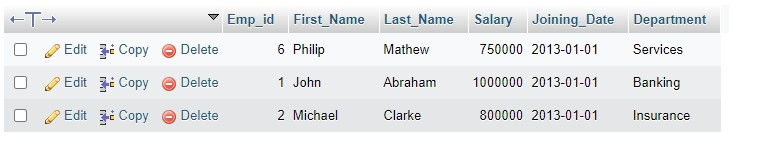 ←T→ Emp_id First_Name Last_Name Salary Joining_Date Department
Edit Copy Delete 6 Philip Mathew 750000 2013-01-01 Services
Edit Copy Delete 1 John Abraham 1000000 2013-01-01 Banking
Edit Copy Delete 2 Michael Clarke 800000 2013-01-01 Insurance